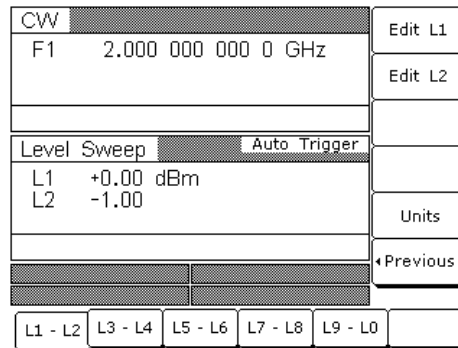 CW
F1 2.000 000 000 0 GHz
Level Sweep Auto Trigger
L1 +0.00 dBm
L2 -1.00
Edit L1
Edit L2
Units
Previous
L1 - L2 L3 - L4 L5 - L6 L7 - L8 L9 - L0